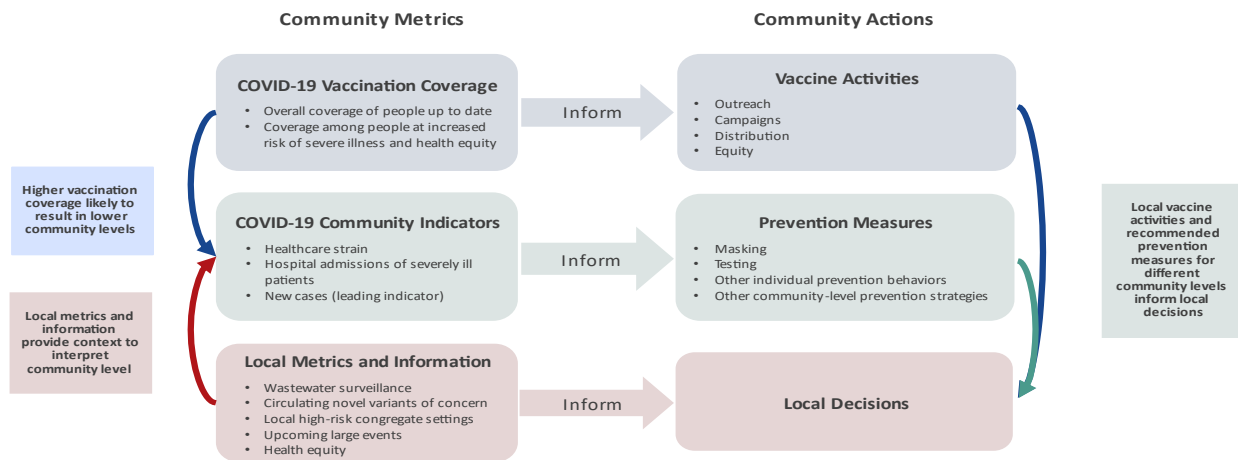 Community Metrics
Community Actions
COVID-19 Vaccination Coverage
• Overall coverage of people up to date
• Coverage among people at increased
risk of severe illness and health equity
Inform
Vaccine Activities
• Outreach
• Campaigns
• Distribution
• Equity
Higher vaccination
coverage likely to
result in lower
community levels
COVID-19 Community Indicators
• Healthcare strain
• Hospital admissions of severely ill
patients
• New cases (leading indicator)
Inform
Prevention Measures
• Masking
• Testing
• Other individual prevention behaviors
• Other community-level prevention strategies
Local vaccine
activities and
recommended
prevention
measures for
different
community levels
inform local
decisions
Local metrics and
information
provide context to
interpret
community level
Local Metrics and Information
• Wastewater surveillance
• Circulating novel variants of concern
• Local high-risk congregate settings
• Upcoming large events
• Health equity
Inform
Local Decisions